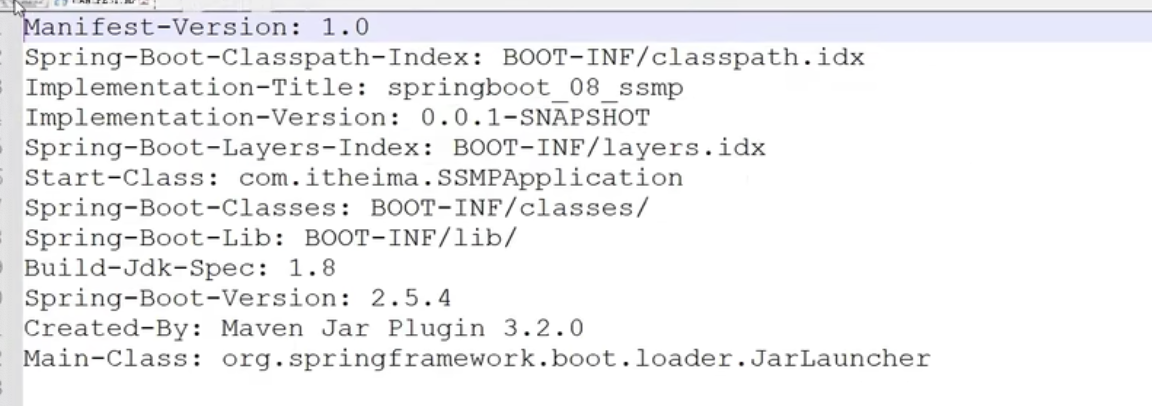 Manifest-Version: 1.0
Spring-Boot-Classpath-Index: BOOT-INF/classpath.idx
Implementation-Title: springboot_08_ssmp
Implementation-Version: 0.0.1-SNAPSHOT
Spring-Boot-Layers-Index: BOOT-INF/layers.idx
Start-Class: com.itheima.SSMPApplication
Spring-Boot-Classes: BOOT-INF/classes/
Spring-Boot-Lib: BOOT-INF/lib/
Build-Jdk-Spec: 1.8
Spring-Boot-Version: 2.5.4
Created-By: Maven Jar Plugin 3.2.0
Main-Class: org.springframework.boot.loader.JarLauncher